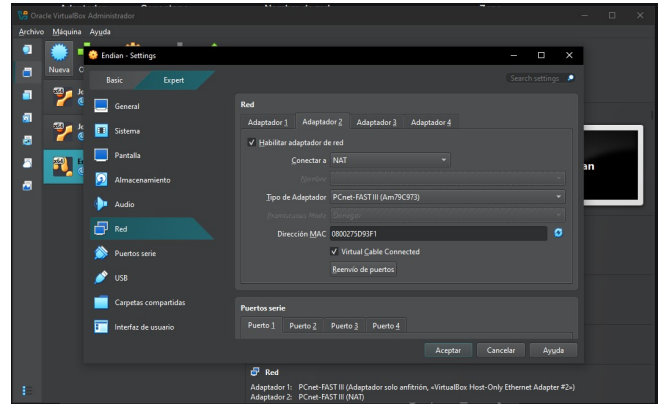 Oracle VirtualBox Administrador
Archivo Máquina Ayuda
Nueva
Endian - Settings
Basic Expert
Search settings
General
Sistema
Pantalla
Almacenamiento
Audio
Red
Puertos serie
USB
Carpetas compartidas
Interfaz de usuario
Red
Adaptador 1 Adaptador 2 Adaptador 3 Adaptador 4
Habilitar adaptador de red
Conectar a NAT
Nombre
Tipo de Adaptador PCnet-FAST III (Am79C973)
Dirección MAC 0800275D93F1
Virtual Cable Connected
Reenvío de puertos
Puertos serie
Puerto 1 Puerto 2 Puerto 3 Puerto 4
Aceptar Cancelar Ayuda
Red
Adaptador 1: PCnet-FAST III (Adaptador solo anfitrión, «VirtualBox Host-Only Ethernet Adapter #2»)
Adaptador 2: PCnet-FAST III (NAT)